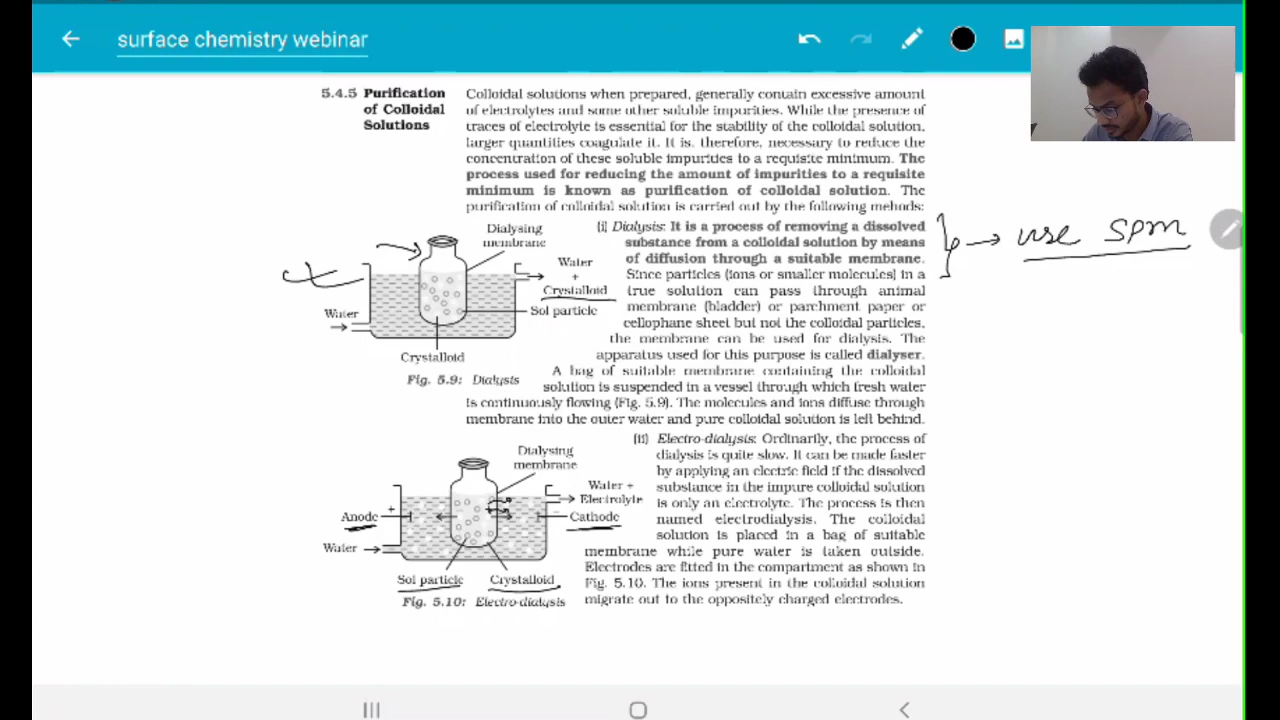 surface chemistry webinar
5.4.5 Purification
of Colloidal
Solutions
Colloidal solutions when prepared, generally contain excessive amount
of electrolytes and some other soluble impurities. While the presence of
traces of electrolyte is essential for the stability of the colloidal solution,
larger quantities coagulate it. It is, therefore, necessary to reduce the
concentration of these soluble impurities to a requisite minimum. The
process used for reducing the amount of impurities to a requisite
minimum is known as purification of colloidal solution. The
purification of colloidal solution is carried out by the following mehods:
Dialysing
membrane
Water
+
Crystalloid
Water
Sol particle
Crystalloid
Fig. 5.9: Dialysis
(i) Dialysis: It is a process of removing a dissolved
substance from a colloidal solution by means
of diffusion through a suitable membrane.
Since particles (ions or smaller molecules) in a
true solution can pass through animal
membrane (bladder) or parchment paper or
cellophane sheet but not the colloidal particles,
the membrane can be used for dialysis. The
apparatus used for this purpose is called dialyser.
A bag of suitable membrane containing the colloidal
solution is suspended in a vessel through which fresh water
is continuously flowing (Fig. 5.9). The molecules and ions diffuse through
membrane into the outer water and pure colloidal solution is left behind.
use SPM
Dialysing
membrane
Water +
Electrolyte
+
Anode
Cathode
Water
Sol particle
Crystalloid
Fig. 5.10: Electro-dialysis
(ii) Electro-dialysis: Ordinarily, the process of
dialysis is quite slow. It can be made faster
by applying an electric field if the dissolved
substance in the impure colloidal solution
is only an electrolyte. The process is then
named electrodialysis. The colloidal
solution is placed in a bag of suitable
membrane while pure water is taken outside.
Electrodes are fitted in the compartment as shown in
Fig. 5.10. The ions present in the colloidal solution
migrate out to the oppositely charged electrodes.